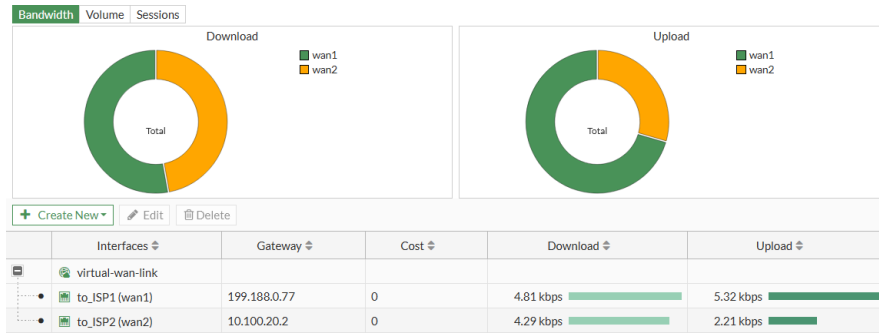 Bandwidth Volume Sessions
Download
wan1
wan2
Total
Upload
wan1
wan2
Total
+ Create New Edit Delete
Interfaces Gateway Cost Download Upload
virtual-wan-link
to_ISP1 (wan1) 199.188.0.77 0 4.81 kbps 5.32 kbps
to_ISP2 (wan2) 10.100.20.2 0 4.29 kbps 2.21 kbps